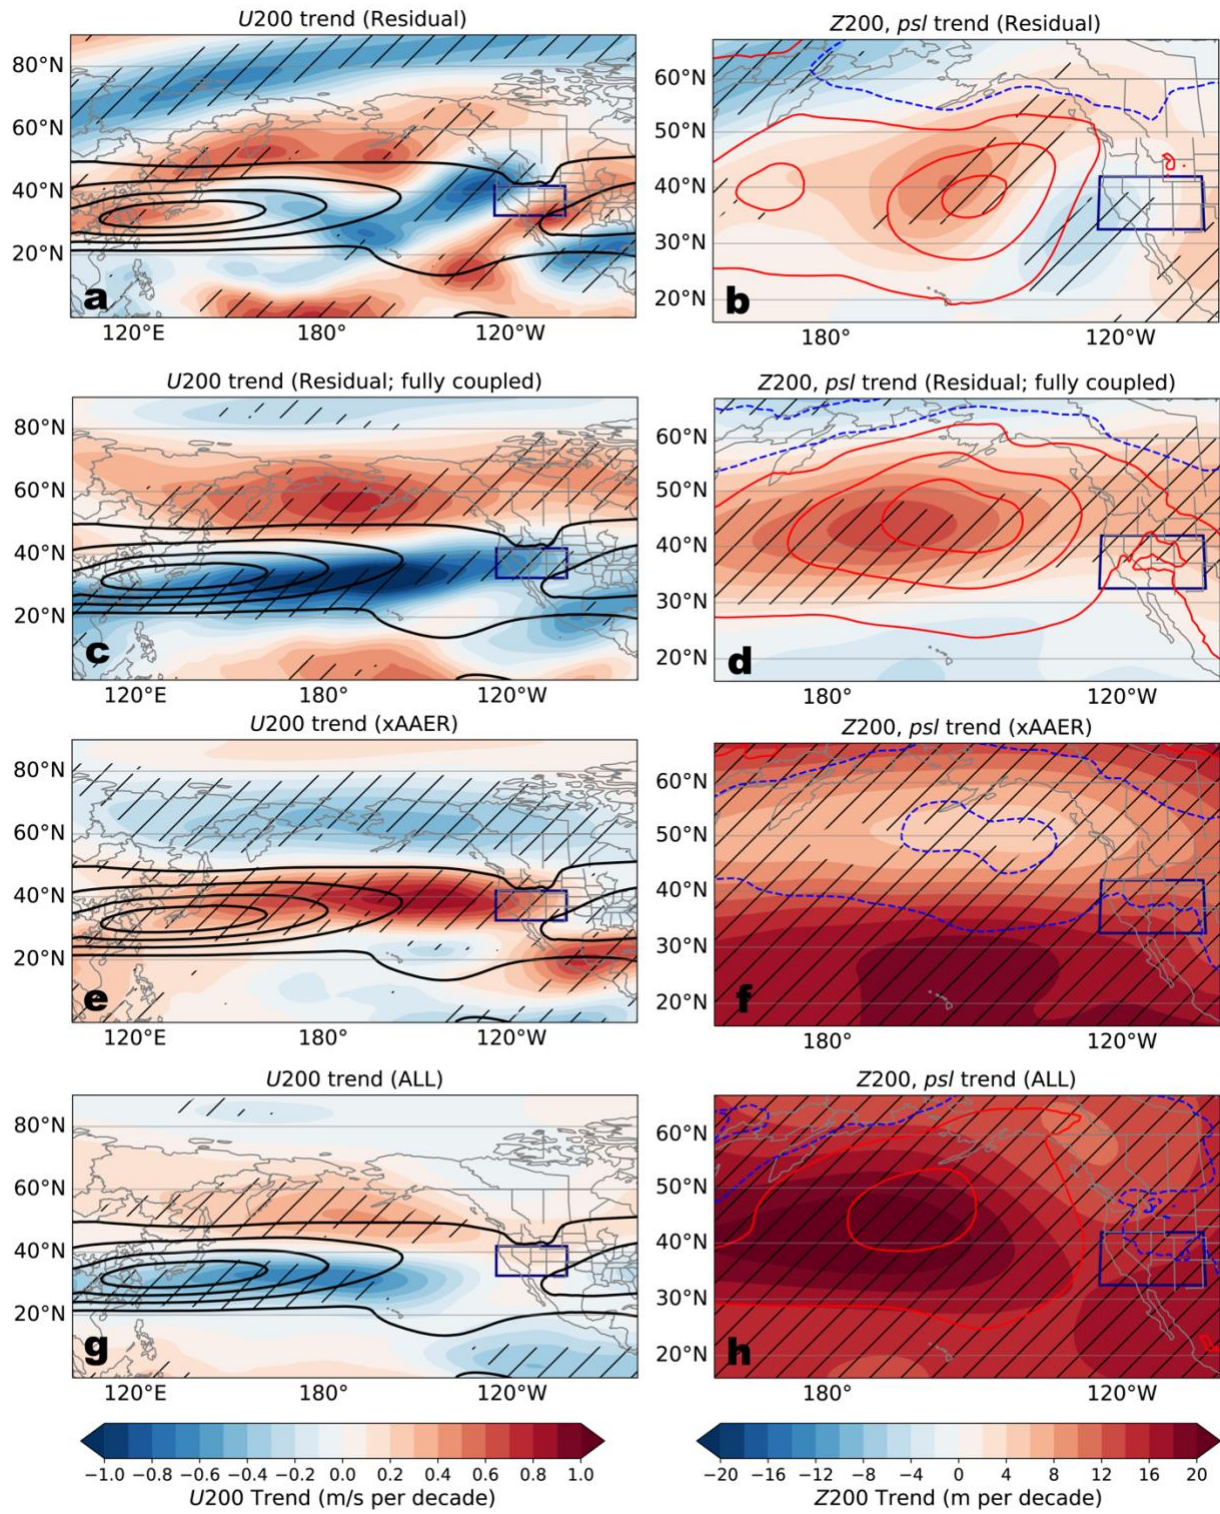 U200 trend (Residual)
80°N
60°N
40°N
20°N
a
120°E
180°
120°W
Z200, psl trend (Residual)
60°N
50°N
40°N
30°N
20°N
b
180°
120°W
U200 trend (Residual; fully coupled)
80°N
60°N
40°N
20°N
c
120°E
180°
120°W
Z200, psl trend (Residual; fully coupled)
60°N
50°N
40°N
30°N
20°N
d
180°
120°W
U200 trend (xAAER)
80°N
60°N
40°N
20°N
e
120°E
180°
120°W
Z200, psl trend (xAAER)
60°N
50°N
40°N
30°N
20°N
f
180°
120°W
U200 trend (ALL)
80°N
60°N
40°N
20°N
g
120°E
180°
120°W
Z200, psl trend (ALL)
60°N
50°N
40°N
30°N
20°N
h
180°
120°W
−1.0 −0.8 −0.6 −0.4 −0.2 0.0 0.2 0.4 0.6 0.8 1.0
U200 Trend (m/s per decade)
−20 −16 −12 −8 −4 0 4 8 12 16 20
Z200 Trend (m per decade)